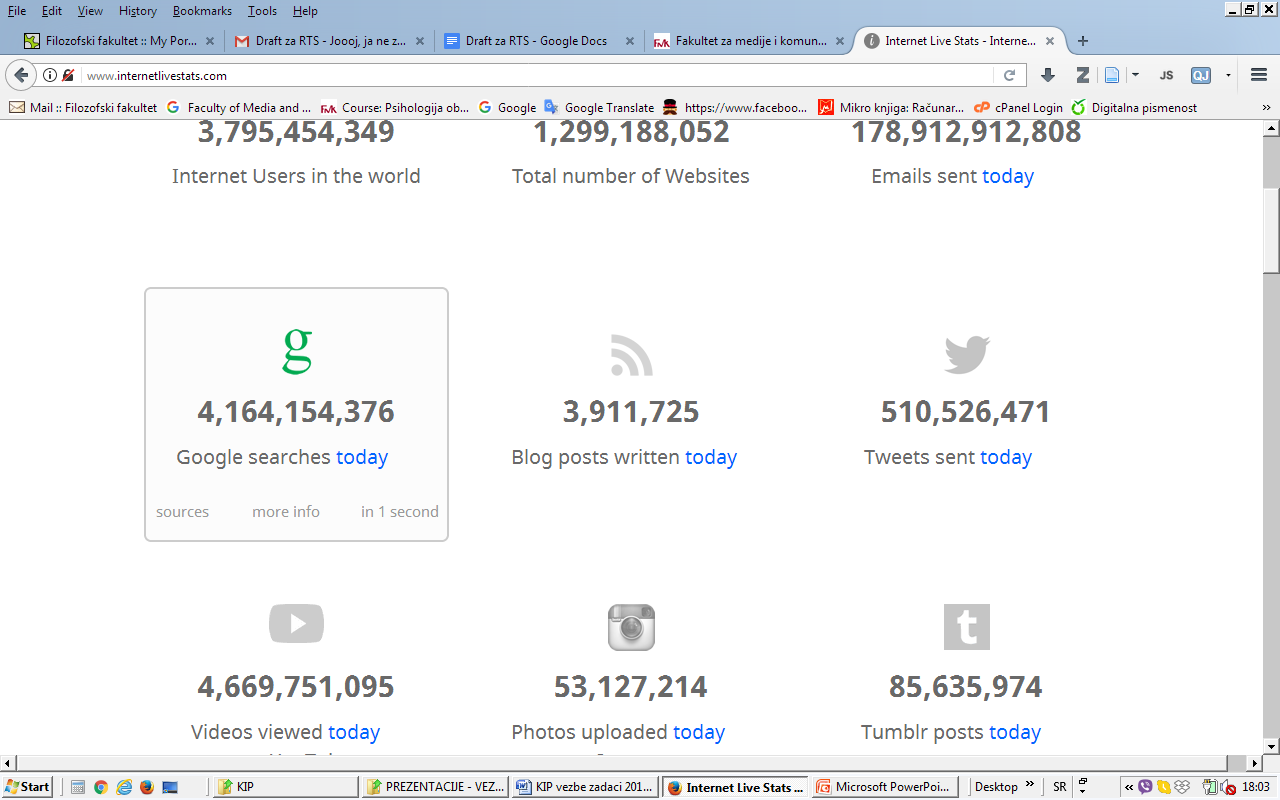 File Edit View History Bookmarks Tools Help
Filozofski fakultet :: My Por... Draft za RTS - Joooj, ja ne z... Draft za RTS - Google Docs Fakultet za medije i komun... Internet Live Stats - Interne...
www.internetlivestats.com
JS QJ
Mail :: Filozofski fakultet Faculty of Media and ... Course: Psihologija ob... Google Google Translate https://www.faceboo... Mikro knjiga: Računar... cPanel Login Digitalna pismenost
3,795,454,349 1,299,188,052 178,912,912,808
Internet Users in the world Total number of Websites Emails sent today
g
4,164,154,376 3,911,725 510,526,471
Google searches today Blog posts written today Tweets sent today
sources more info in 1 second
t
4,669,751,095 53,127,214 85,635,974
Videos viewed today Photos uploaded today Tumblr posts today
Start KIP PREZENTACIJE - VEZ... KIP vezbe zadaci 201... Internet Live Stats ... Microsoft PowerPoi... Desktop SR 18:03